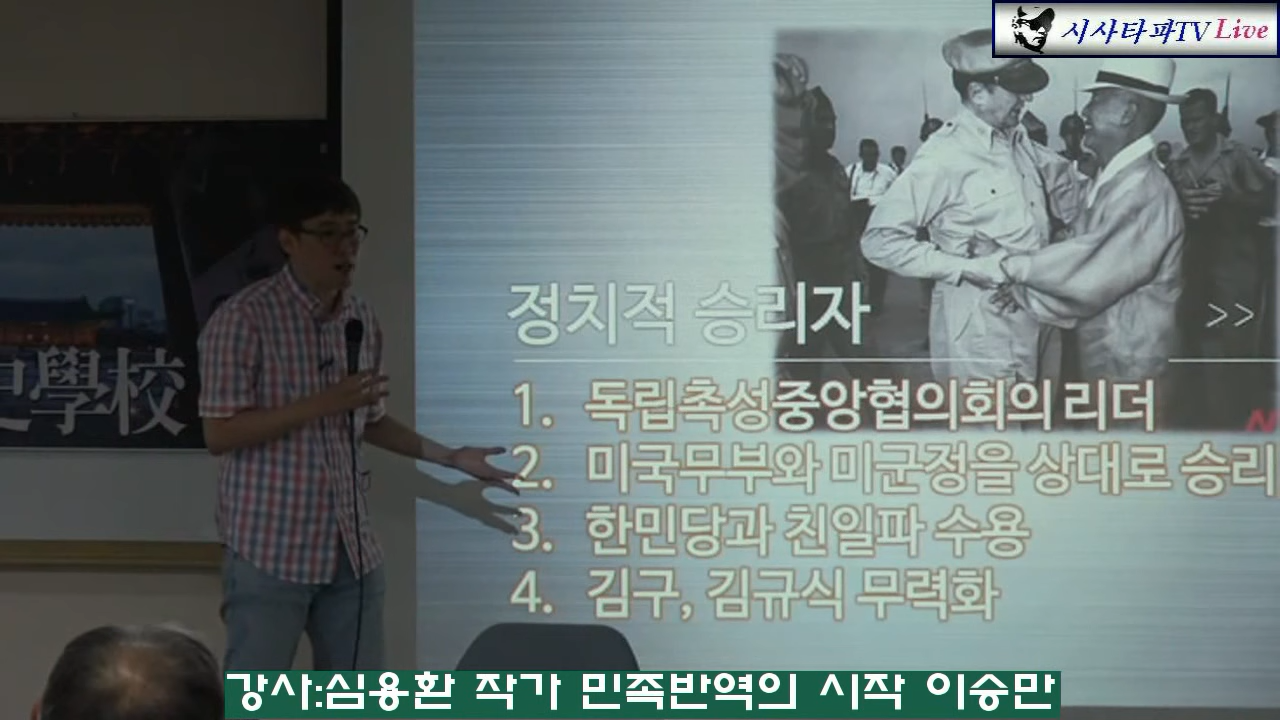 시사타파TV Live
史學校
정치적 승리자
>>
1. 독립촉성중앙협의회의 리더
2. 미국무부와 미군정을 상대로 승리
3. 한민당과 친일파 수용
4. 김구, 김규식 무력화
강사:심용환 작가 민족반역의 시작 이승만